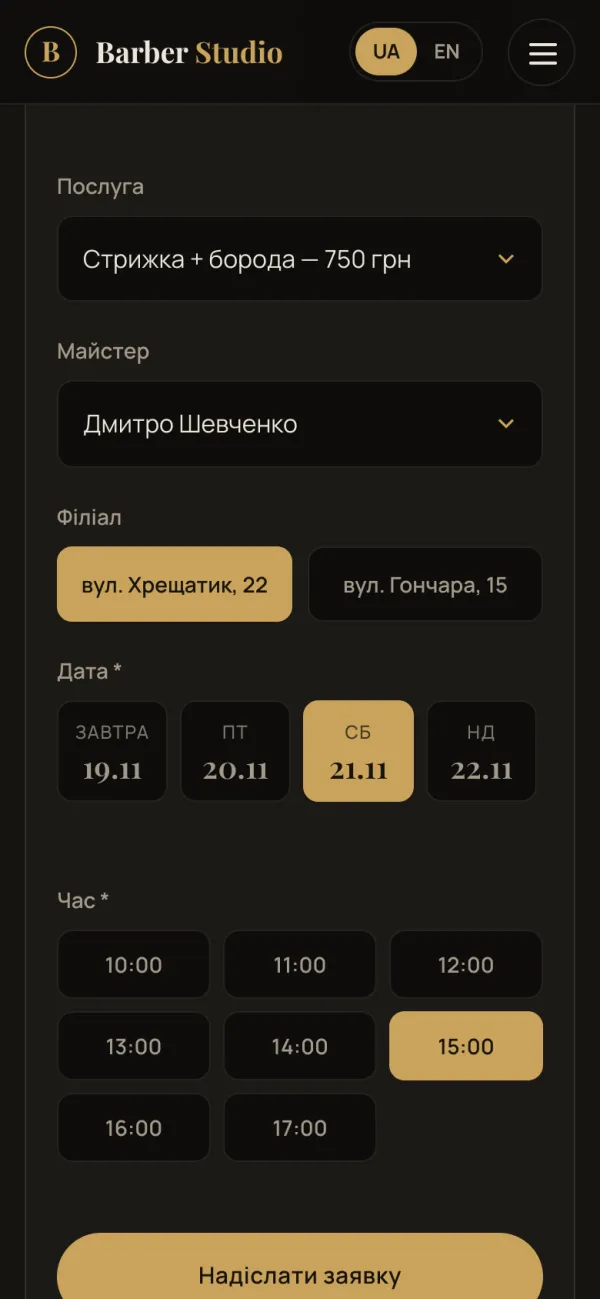 B Barber Studio UA EN
Послуга
Стрижка + борода — 750 грн
Майстер
Дмитро Шевченко
Філіал
вул. Хрещатик, 22 вул. Гончара, 15
Дата *
ЗАВТРА ПТ СБ НД
19.11 20.11 21.11 22.11
Час *
10:00 11:00 12:00
13:00 14:00 15:00
16:00 17:00
Надіслати заявку